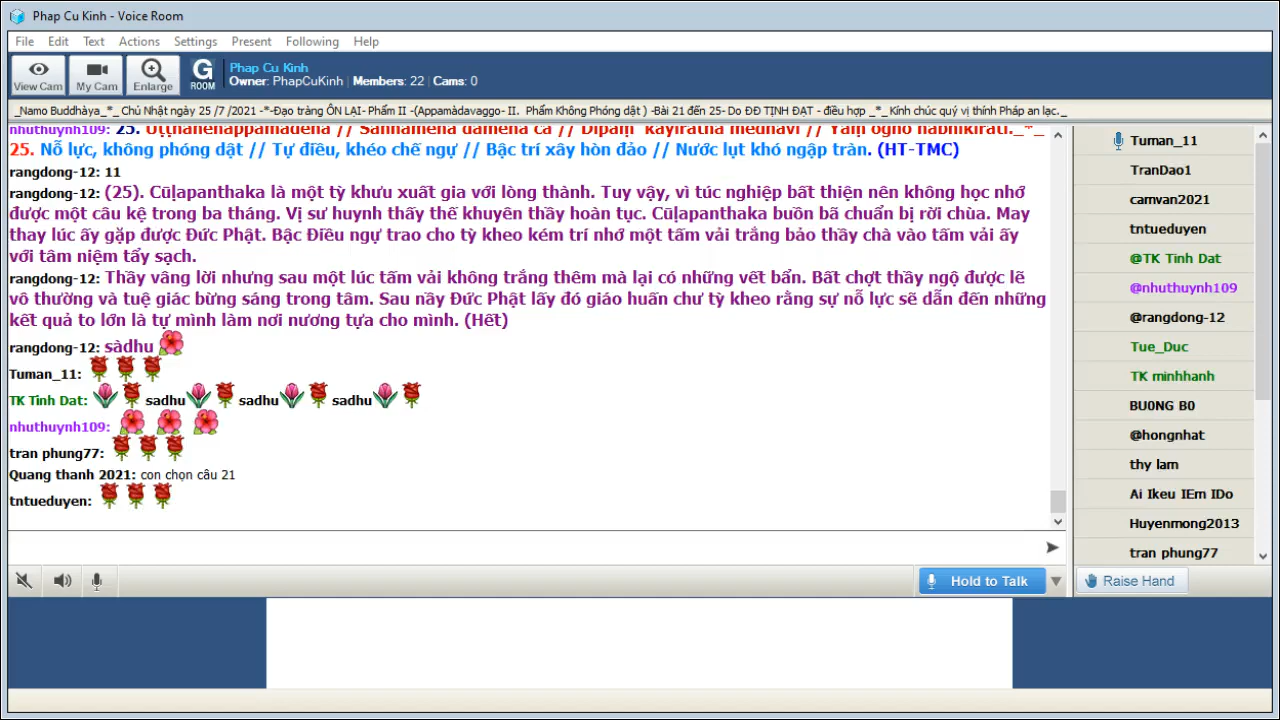 Phap Cu Kinh - Voice Room
File Edit Text Actions Settings Present Following Help
View Cam My Cam Enlarge G ROOM
Phap Cu Kinh
Owner: PhapCuKinh | Members: 22 | Cams: 0
_Namo Buddhàya_*_ Chủ Nhật ngày 25 /7 /2021 -*-Đạo tràng ÔN LẠI- Phẩm II -(Appamàdavaggo- II. Phẩm Không Phóng dật ) -Bài 21 đến 25- Do ĐĐ TỊNH ĐẠT - điều hợp _*_ Kính chúc quý vị thính Pháp an lạc._
nhuthuynh109: 25.
25. Nỗ lực, không phóng dật // Tự điều, khéo chế ngự // Bậc trí xây hòn đảo // Nước lụt khó ngập tràn. (HT-TMC)
rangdong-12: 11
rangdong-12: (25). Cūḷapanthaka là một tỳ khưu xuất gia với lòng thành. Tuy vậy, vì túc nghiệp bất thiện nên không học nhớ
được một câu kệ trong ba tháng. Vị sư huynh thấy thế khuyên thầy hoàn tục. Cūḷapanthaka buồn bã chuẩn bị rời chùa. May
thay lúc ấy gặp được Đức Phật. Bậc Điều ngự trao cho tỳ kheo kém trí nhớ một tấm vải trắng bảo thầy chà vào tấm vải ấy
với tâm niệm tẩy sạch.
rangdong-12: Thầy vâng lời nhưng sau một lúc tấm vải không trắng thêm mà lại có những vết bẩn. Bất chợt thầy ngộ được lẽ
vô thường và tuệ giác bừng sáng trong tâm. Sau nầy Đức Phật lấy đó giáo huấn chư tỳ kheo rằng sự nỗ lực sẽ dẫn đến những
kết quả to lớn là tự mình làm nơi nương tựa cho mình. (Hết)
rangdong-12: sàdhu
Tuman_11:
TK Tinh Dat: sadhu sadhu sadhu
nhuthuynh109:
tran phung77:
Quang thanh 2021: con chọn câu 21
tntueduyen:
Hold to Talk
Tuman_11
TranDao1
camvan2021
tntueduyen
@TK Tinh Dat
@nhuthuynh109
@rangdong-12
Tue_Duc
TK minhhanh
BU0NG B0
@hongnhat
thy lam
Ai Ikeu IEm IDo
Huyenmong2013
tran phung77
Raise Hand